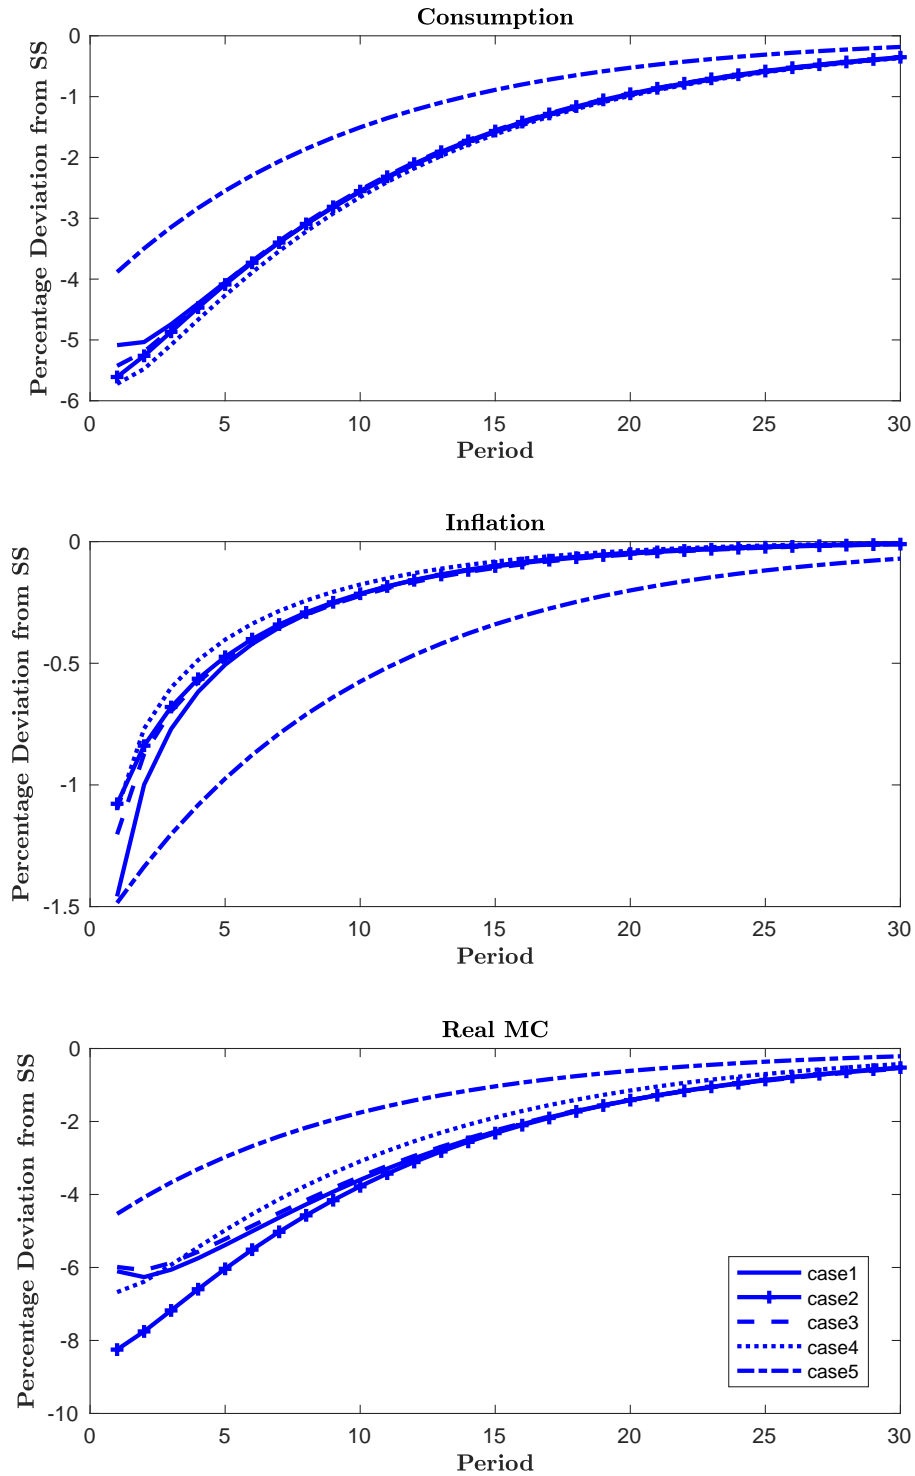 Consumption
0
-1
-2
-3
-4
-5
-6
Percentage Deviation from SS
0 5 10 15 20 25 30
Period
Inflation
0
-0.5
-1
-1.5
Percentage Deviation from SS
0 5 10 15 20 25 30
Period
Real MC
0
-2
-4
-6
-8
-10
Percentage Deviation from SS
case1
case2
case3
case4
case5
0 5 10 15 20 25 30
Period